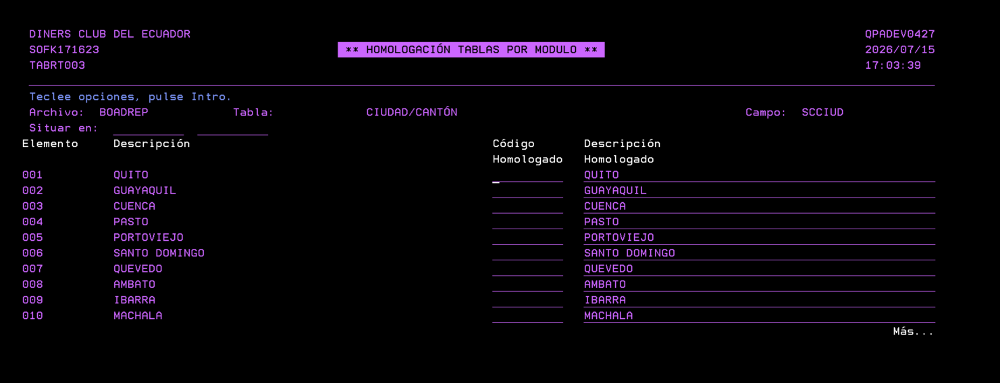 DINERS CLUB DEL ECUADOR QPADEV0427
SOFK171623 ** HOMOLOGACIÓN TABLAS POR MODULO ** 2026/07/15
TABRT003 17:03:39
Teclee opciones, pulse Intro.
Archivo: BOADREP Tabla: CIUDAD/CANTÓN Campo: SCCIUD
Situar en:
Elemento Descripción Código Descripción
Homologado Homologado
001 QUITO QUITO
002 GUAYAQUIL GUAYAQUIL
003 CUENCA CUENCA
004 PASTO PASTO
005 PORTOVIEJO PORTOVIEJO
006 SANTO DOMINGO SANTO DOMINGO
007 QUEVEDO QUEVEDO
008 AMBATO AMBATO
009 IBARRA IBARRA
010 MACHALA MACHALA
Más...